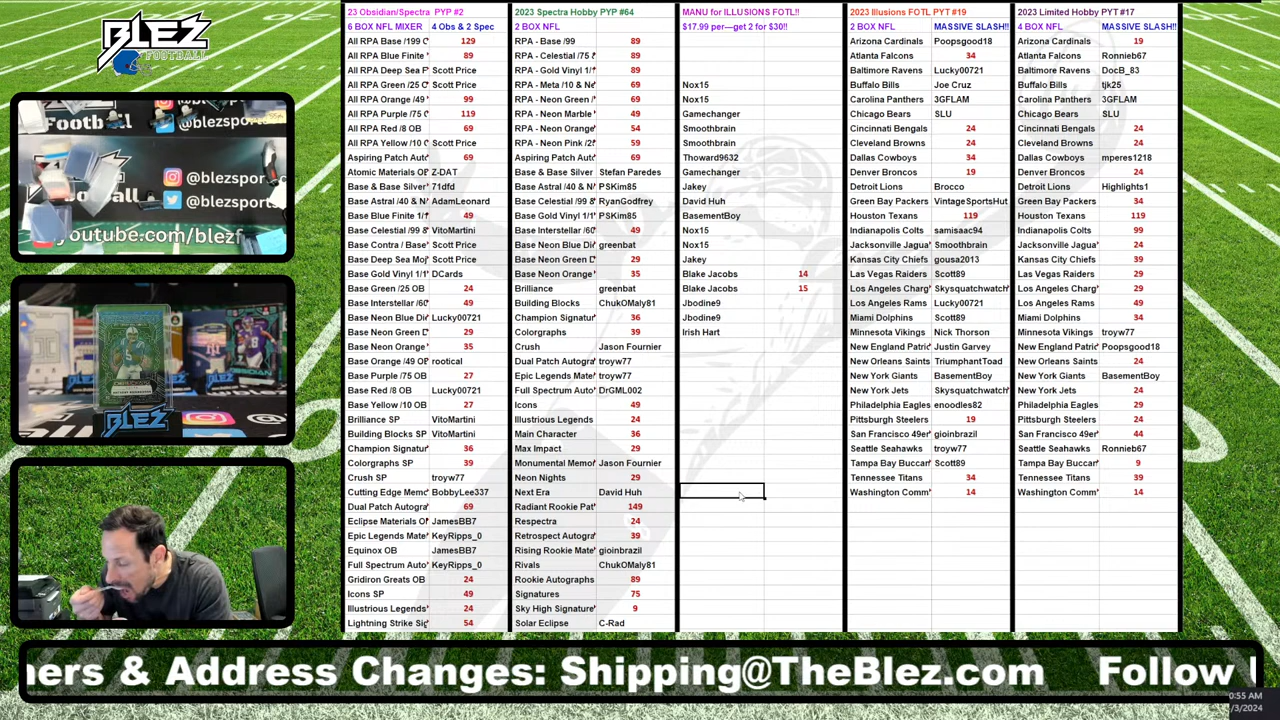 BLEZ
FOOTBALL
Football @blezspo
@blezspor
@blezsports
youtube.com/blezf
BLEZ
23 Obsidian/Spectra PYP #2
6 BOX NFL MIXER 4 Obs & 2 Spec
All RPA Base /199 129
All RPA Blue Finite 89
All RPA Deep Sea Scott Price
All RPA Green /25 Scott Price
All RPA Orange /49 99
All RPA Purple /75 119
All RPA Red /8 OB 69
All RPA Yellow /10 Scott Price
Aspiring Patch Aut 69
Atomic Materials OB Z-DAT
Base & Base Silver 71dfd
Base Astral /40 & N AdamLeonard
Base Blue Finite 1/ 49
Base Celestial /99 VitoMartini
Base Contra / Base Scott Price
Base Deep Sea Moj Scott Price
Base Gold Vinyl 1/1 DCards
Base Green /25 OB 24
Base Interstellar /60 49
Base Neon Blue Di Lucky00721
Base Neon Green D 29
Base Neon Orange 35
Base Orange /49 OB rootical
Base Purple /75 OB 27
Base Red /8 OB Lucky00721
Base Yellow /10 OB 27
Brilliance SP VitoMartini
Building Blocks SP VitoMartini
Champion Signatur 36
Colorgraphs SP 39
Crush SP troyw77
Cutting Edge Memo BobbyLee337
Dual Patch Autogra 69
Eclipse Materials OB JamesBB7
Epic Legends Mate KeyRipps_0
Equinox OB JamesBB7
Full Spectrum Auto KeyRipps_0
Gridiron Greats OB 24
Icons SP 49
Illustrious Legends 24
Lightning Strike Sig 54
2023 Spectra Hobby PYP #64
2 BOX NFL
RPA - Base /99 89
RPA - Celestial /75 89
RPA - Gold Vinyl 1/ 89
RPA - Meta /10 & Ne 69
RPA - Neon Green / 69
RPA - Neon Marble 49
RPA - Neon Orange 54
RPA - Neon Pink /2 59
Aspiring Patch Aut 69
Base & Base Silver Stefan Paredes
Base Astral /40 & N PSKim85
Base Celestial /99 RyanGodfrey
Base Gold Vinyl 1/1 PSKim85
Base Interstellar /60 49
Base Neon Blue Di greenbat
Base Neon Green D 29
Base Neon Orange 35
Brilliance greenbat
Building Blocks ChukOMaly81
Champion Signatur 36
Colorgraphs 39
Crush Jason Fournier
Dual Patch Autogra troyw77
Epic Legends Mate troyw77
Full Spectrum Auto DrGML002
Icons 49
Illustrious Legends 24
Main Character 36
Max Impact 29
Monumental Memo Jason Fournier
Neon Nights 29
Next Era David Huh
Radiant Rookie Pat 149
Respectra 24
Retrospect Autogra 39
Rising Rookie Mate gioinbrazil
Rivals ChukOMaly81
Rookie Autographs 89
Signatures 75
Sky High Signature 9
Solar Eclipse C-Rad
MANU for ILLUSIONS FOTL!!
$17.99 per---get 2 for $30!!
Nox15
Nox15
Gamechanger
Smoothbrain
Smoothbrain
Thoward9632
Gamechanger
Jakey
David Huh
BasementBoy
Nox15
Nox15
Jakey
Blake Jacobs 14
Blake Jacobs 15
Jbodine9
Jbodine9
Irish Hart
2023 Illusions FOTL PYT #19
2 BOX NFL MASSIVE SLASH!!
Arizona Cardinals Poopsgood18
Atlanta Falcons 34
Baltimore Ravens Lucky00721
Buffalo Bills Joe Cruz
Carolina Panthers 3GFLAM
Chicago Bears SLU
Cincinnati Bengals 24
Cleveland Browns 24
Dallas Cowboys 34
Denver Broncos 19
Detroit Lions Brocco
Green Bay Packers VintageSportsHut
Houston Texans 119
Indianapolis Colts samisaac94
Jacksonville Jagua Smoothbrain
Kansas City Chiefs gousa2013
Las Vegas Raiders Scott89
Los Angeles Charg Skysquatchwatch
Los Angeles Rams Lucky00721
Miami Dolphins Scott89
Minnesota Vikings Nick Thorson
New England Patric Justin Garvey
New Orleans Saints TriumphantToad
New York Giants BasementBoy
New York Jets Skysquatchwatch
Philadelphia Eagles enoodles82
Pittsburgh Steelers 19
San Francisco 49er gioinbrazil
Seattle Seahawks troyw77
Tampa Bay Buccan Scott89
Tennessee Titans 34
Washington Comm 14
2023 Limited Hobby PYT #17
4 BOX NFL MASSIVE SLASH!!
Arizona Cardinals 19
Atlanta Falcons Ronnieb67
Baltimore Ravens DocB_83
Buffalo Bills tjk25
Carolina Panthers 3GFLAM
Chicago Bears SLU
Cincinnati Bengals 24
Cleveland Browns 24
Dallas Cowboys mperes1218
Denver Broncos 24
Detroit Lions Highlights1
Green Bay Packers 34
Houston Texans 119
Indianapolis Colts 99
Jacksonville Jagua 24
Kansas City Chiefs 39
Las Vegas Raiders 29
Los Angeles Charg 29
Los Angeles Rams 49
Miami Dolphins 34
Minnesota Vikings troyw77
New England Patric Poopsgood18
New Orleans Saints 24
New York Giants BasementBoy
New York Jets 24
Philadelphia Eagles 29
Pittsburgh Steelers 24
San Francisco 49er 44
Seattle Seahawks Ronnieb67
Tampa Bay Buccan 9
Tennessee Titans 39
Washington Comm 14
ners & Address Changes: Shipping@TheBlez.com Follow
0:55 AM
/3/2024